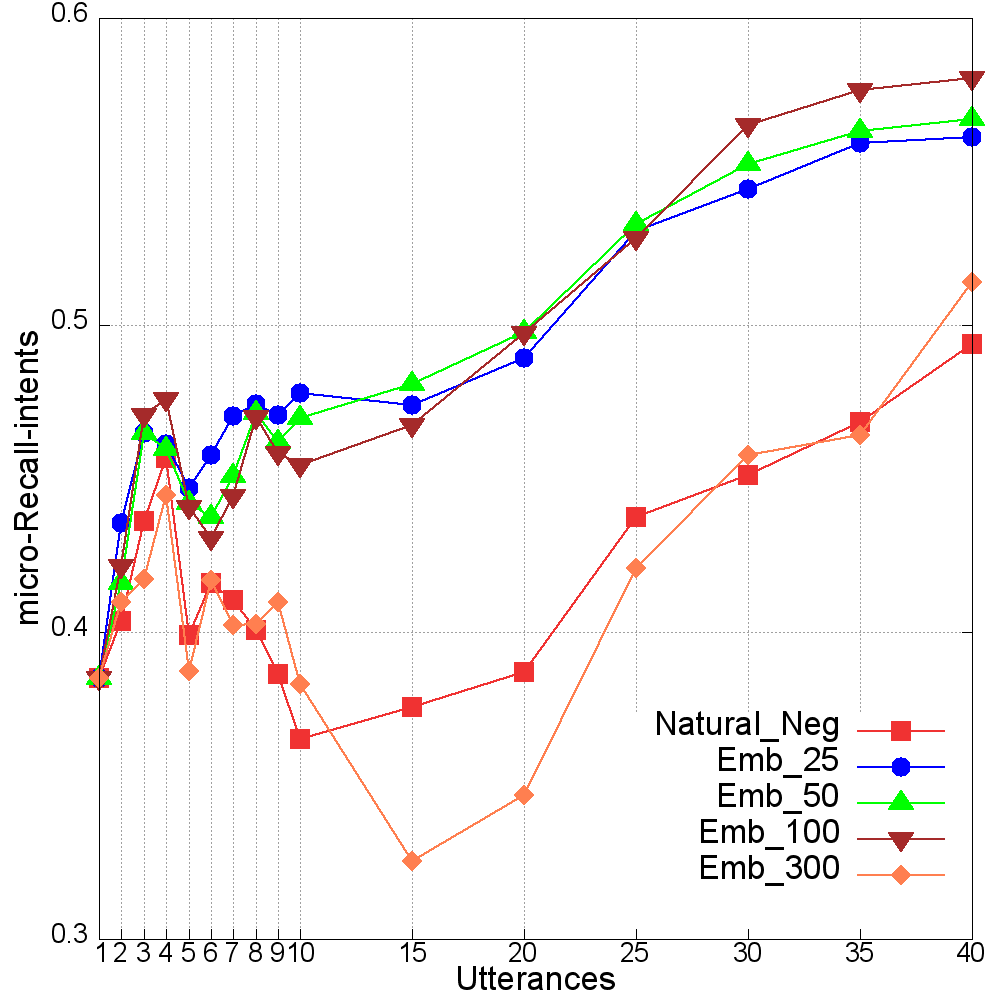 0.6
0.5
0.4
0.3
micro-Recall-intents
1 2 3 4 5 6 7 8 9 10 15 20 25 30 35 40
Utterances
Natural_Neg
Emb_25
Emb_50
Emb_100
Emb_300